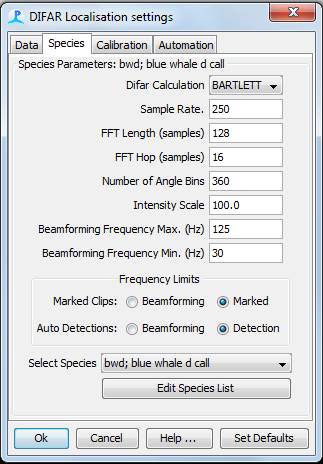 DIFAR Localisation settings
Data Species Calibration Automation
Species Parameters: bwd; blue whale d call
Difar Calculation BARTLETT
Sample Rate. 250
FFT Length (samples) 128
FFT Hop (samples) 16
Number of Angle Bins 360
Intensity Scale 100.0
Beamforming Frequency Max. (Hz) 125
Beamforming Frequency Min. (Hz) 30
Frequency Limits
Marked Clips: Beamforming Marked
Auto Detections: Beamforming Detection
Select Species bwd; blue whale d call
Edit Species List
Ok Cancel Help ... Set Defaults